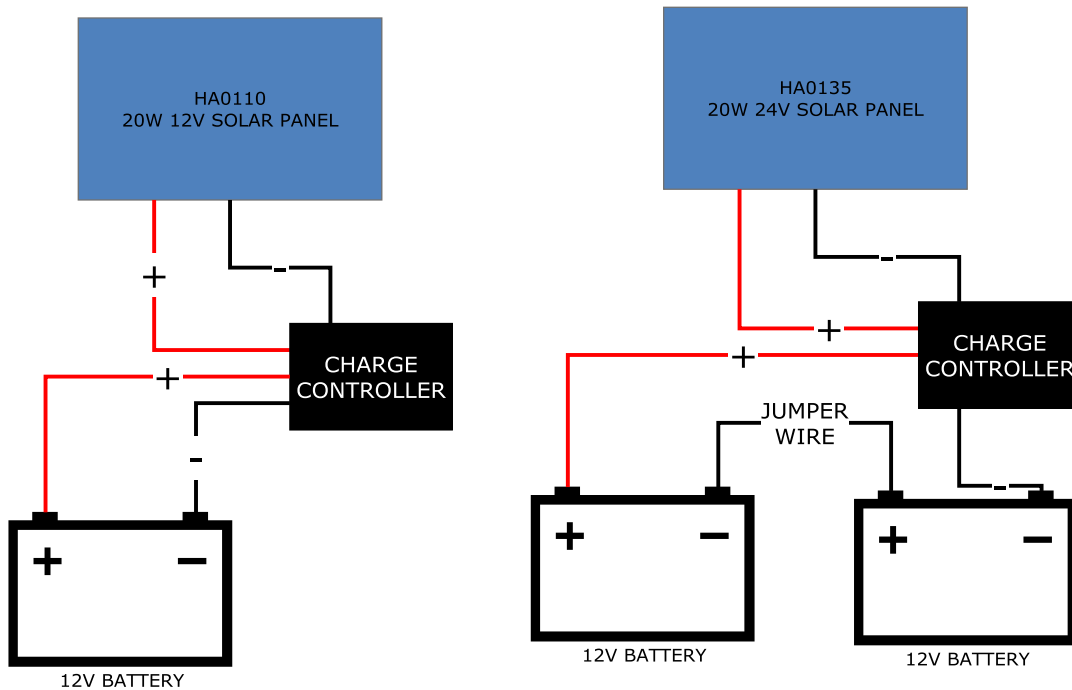 HA0110
20W 12V SOLAR PANEL
+
-
CHARGE
CONTROLLER
+
-
+ -
12V BATTERY
HA0135
20W 24V SOLAR PANEL
-
+
+
CHARGE
CONTROLLER
JUMPER
WIRE
-
+ -
12V BATTERY
+ -
12V BATTERY